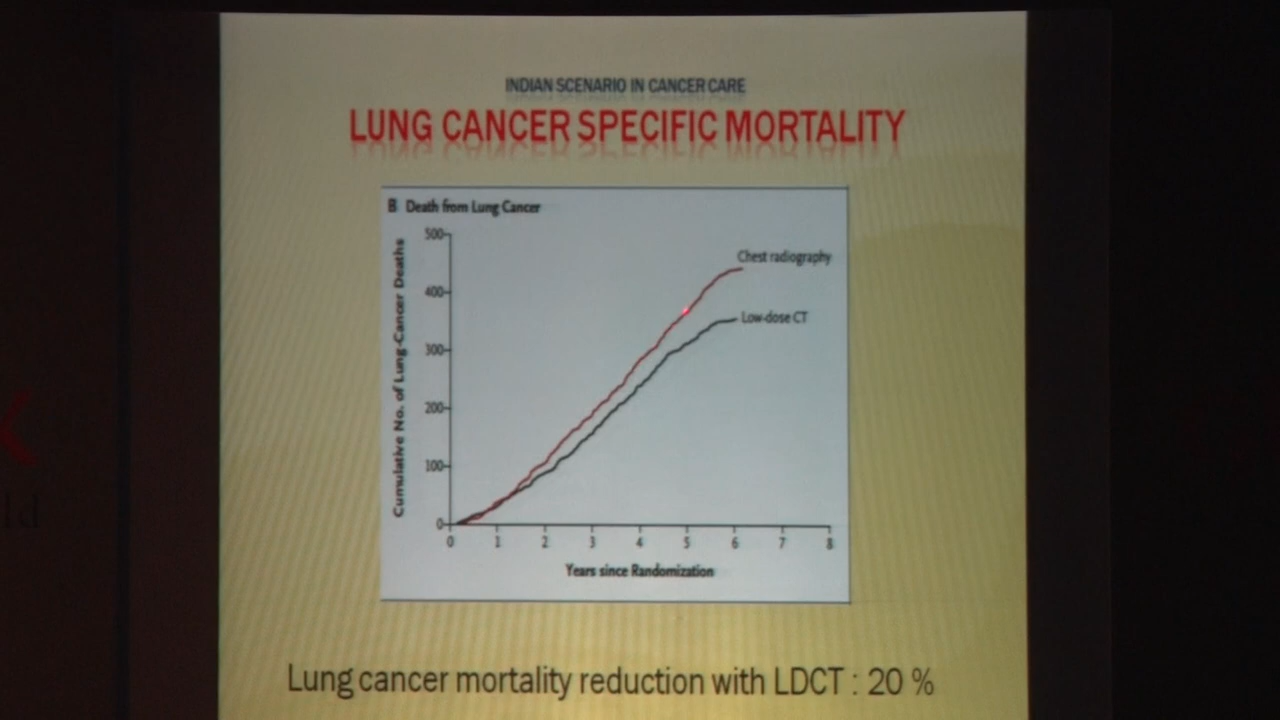 INDIAN SCENARIO IN CANCER CARE
LUNG CANCER SPECIFIC MORTALITY
B Death from Lung Cancer
Cumulative No. of Lung-Cancer Deaths
500
400
300
200
100
0
Chest radiography
Low-dose CT
0 1 2 3 4 5 6 7 8
Years since Randomization
Lung cancer mortality reduction with LDCT : 20 %
ld